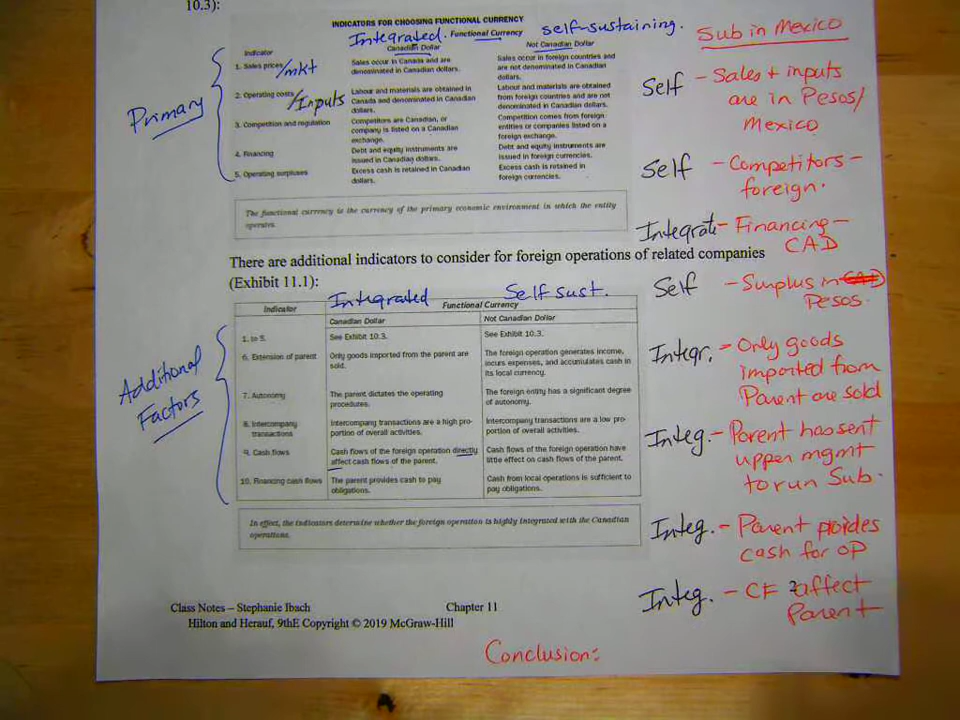 10.3):
INDICATORS FOR CHOOSING FUNCTIONAL CURRENCY
Integrated. Functional Currency self-sustaining.
Indicator
Canadian Dollar
Not Canadian Dollar
1. Sales prices /mkt
Sales occur in Canada and are
denominated in Canadian dollars.
Sales occur in foreign countries and
are not denominated in Canadian
dollars.
2. Operating costs /Inputs
Labour and materials are obtained in
Canada and denominated in Canadian
dollars.
Labour and materials are obtained
from foreign countries and are not
denominated in Canadian dollars.
3. Competition and regulation
Competitors are Canadian, or
company is listed on a Canadian
exchange.
Competition comes from foreign
entities or companies listed on a
foreign exchange.
4. Financing
Debt and equity instruments are
issued in Canadian dollars.
Debt and equity instruments are
issued in foreign currencies.
5. Operating surpluses
Excess cash is retained in Canadian
dollars.
Excess cash is retained in
foreign currencies.
Primary
The functional currency is the currency of the primary economic environment in which the entity
operates.
There are additional indicators to consider for foreign operations of related companies
(Exhibit 11.1):
Integrated Self sust.
Indicator
Functional Currency
Canadian Dollar
Not Canadian Dollar
1. to 5.
See Exhibit 10.3.
See Exhibit 10.3.
6. Extension of parent
Only goods imported from the parent are
sold.
The foreign operation generates income,
incurs expenses, and accumulates cash in
its local currency.
7. Autonomy
The parent dictates the operating
procedures.
The foreign entity has a significant degree
of autonomy.
8. Intercompany
transactions
Intercompany transactions are a high pro-
portion of overall activities.
Intercompany transactions are a low pro-
portion of overall activities.
9. Cash flows
Cash flows of the foreign operation directly
affect cash flows of the parent.
Cash flows of the foreign operation have
little effect on cash flows of the parent.
10. Financing cash flows
The parent provides cash to pay
obligations.
Cash from local operations is sufficient to
pay obligations.
Additional
Factors
In effect, the indicators determine whether the foreign operation is highly integrated with the Canadian
operations.
Class Notes – Stephanie Ibach Chapter 11
Hilton and Herauf, 9thE Copyright © 2019 McGraw-Hill
Conclusion:
Sub in Mexico
Self - Sales + inputs
are in Pesos/
Mexico
Self - Competitors -
foreign.
Integrate - Financing -
CAD
Self - Surplus in CAD
Pesos.
Integr. - Only goods
imported from
Parent are sold
Integ. - Parent has sent
upper mgmt
to run Sub.
Integ. - Parent provides
cash for op
Integ. - CF affect
Parent